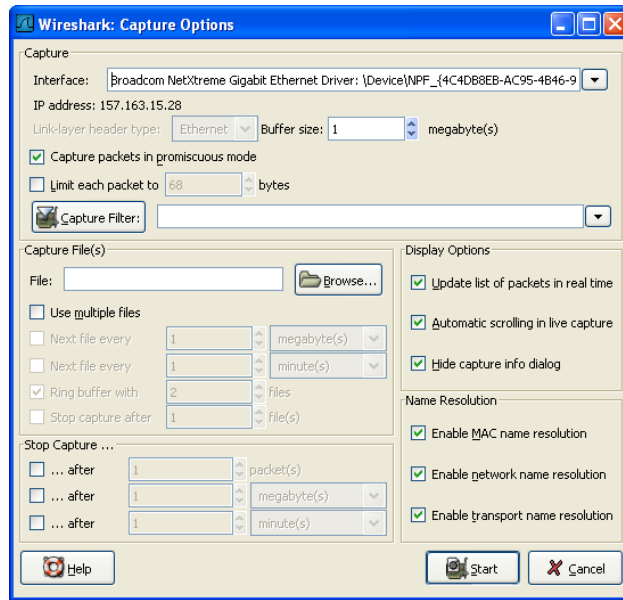 Wireshark: Capture Options
Capture
Interface: Broadcom NetXtreme Gigabit Ethernet Driver: \Device\NPF_{4C4DB8EB-AC95-4B46-9
IP address: 157.163.15.28
Link-layer header type: Ethernet Buffer size: 1 megabyte(s)
Capture packets in promiscuous mode
Limit each packet to 68 bytes
Capture Filter:
Capture File(s)
File: Browse...
Use multiple files
Next file every 1 megabyte(s)
Next file every 1 minute(s)
Ring buffer with 2 files
Stop capture after 1 file(s)
Display Options
Update list of packets in real time
Automatic scrolling in live capture
Hide capture info dialog
Stop Capture ...
... after 1 packet(s)
... after 1 megabyte(s)
... after 1 minute(s)
Name Resolution
Enable MAC name resolution
Enable network name resolution
Enable transport name resolution
Help Start Cancel